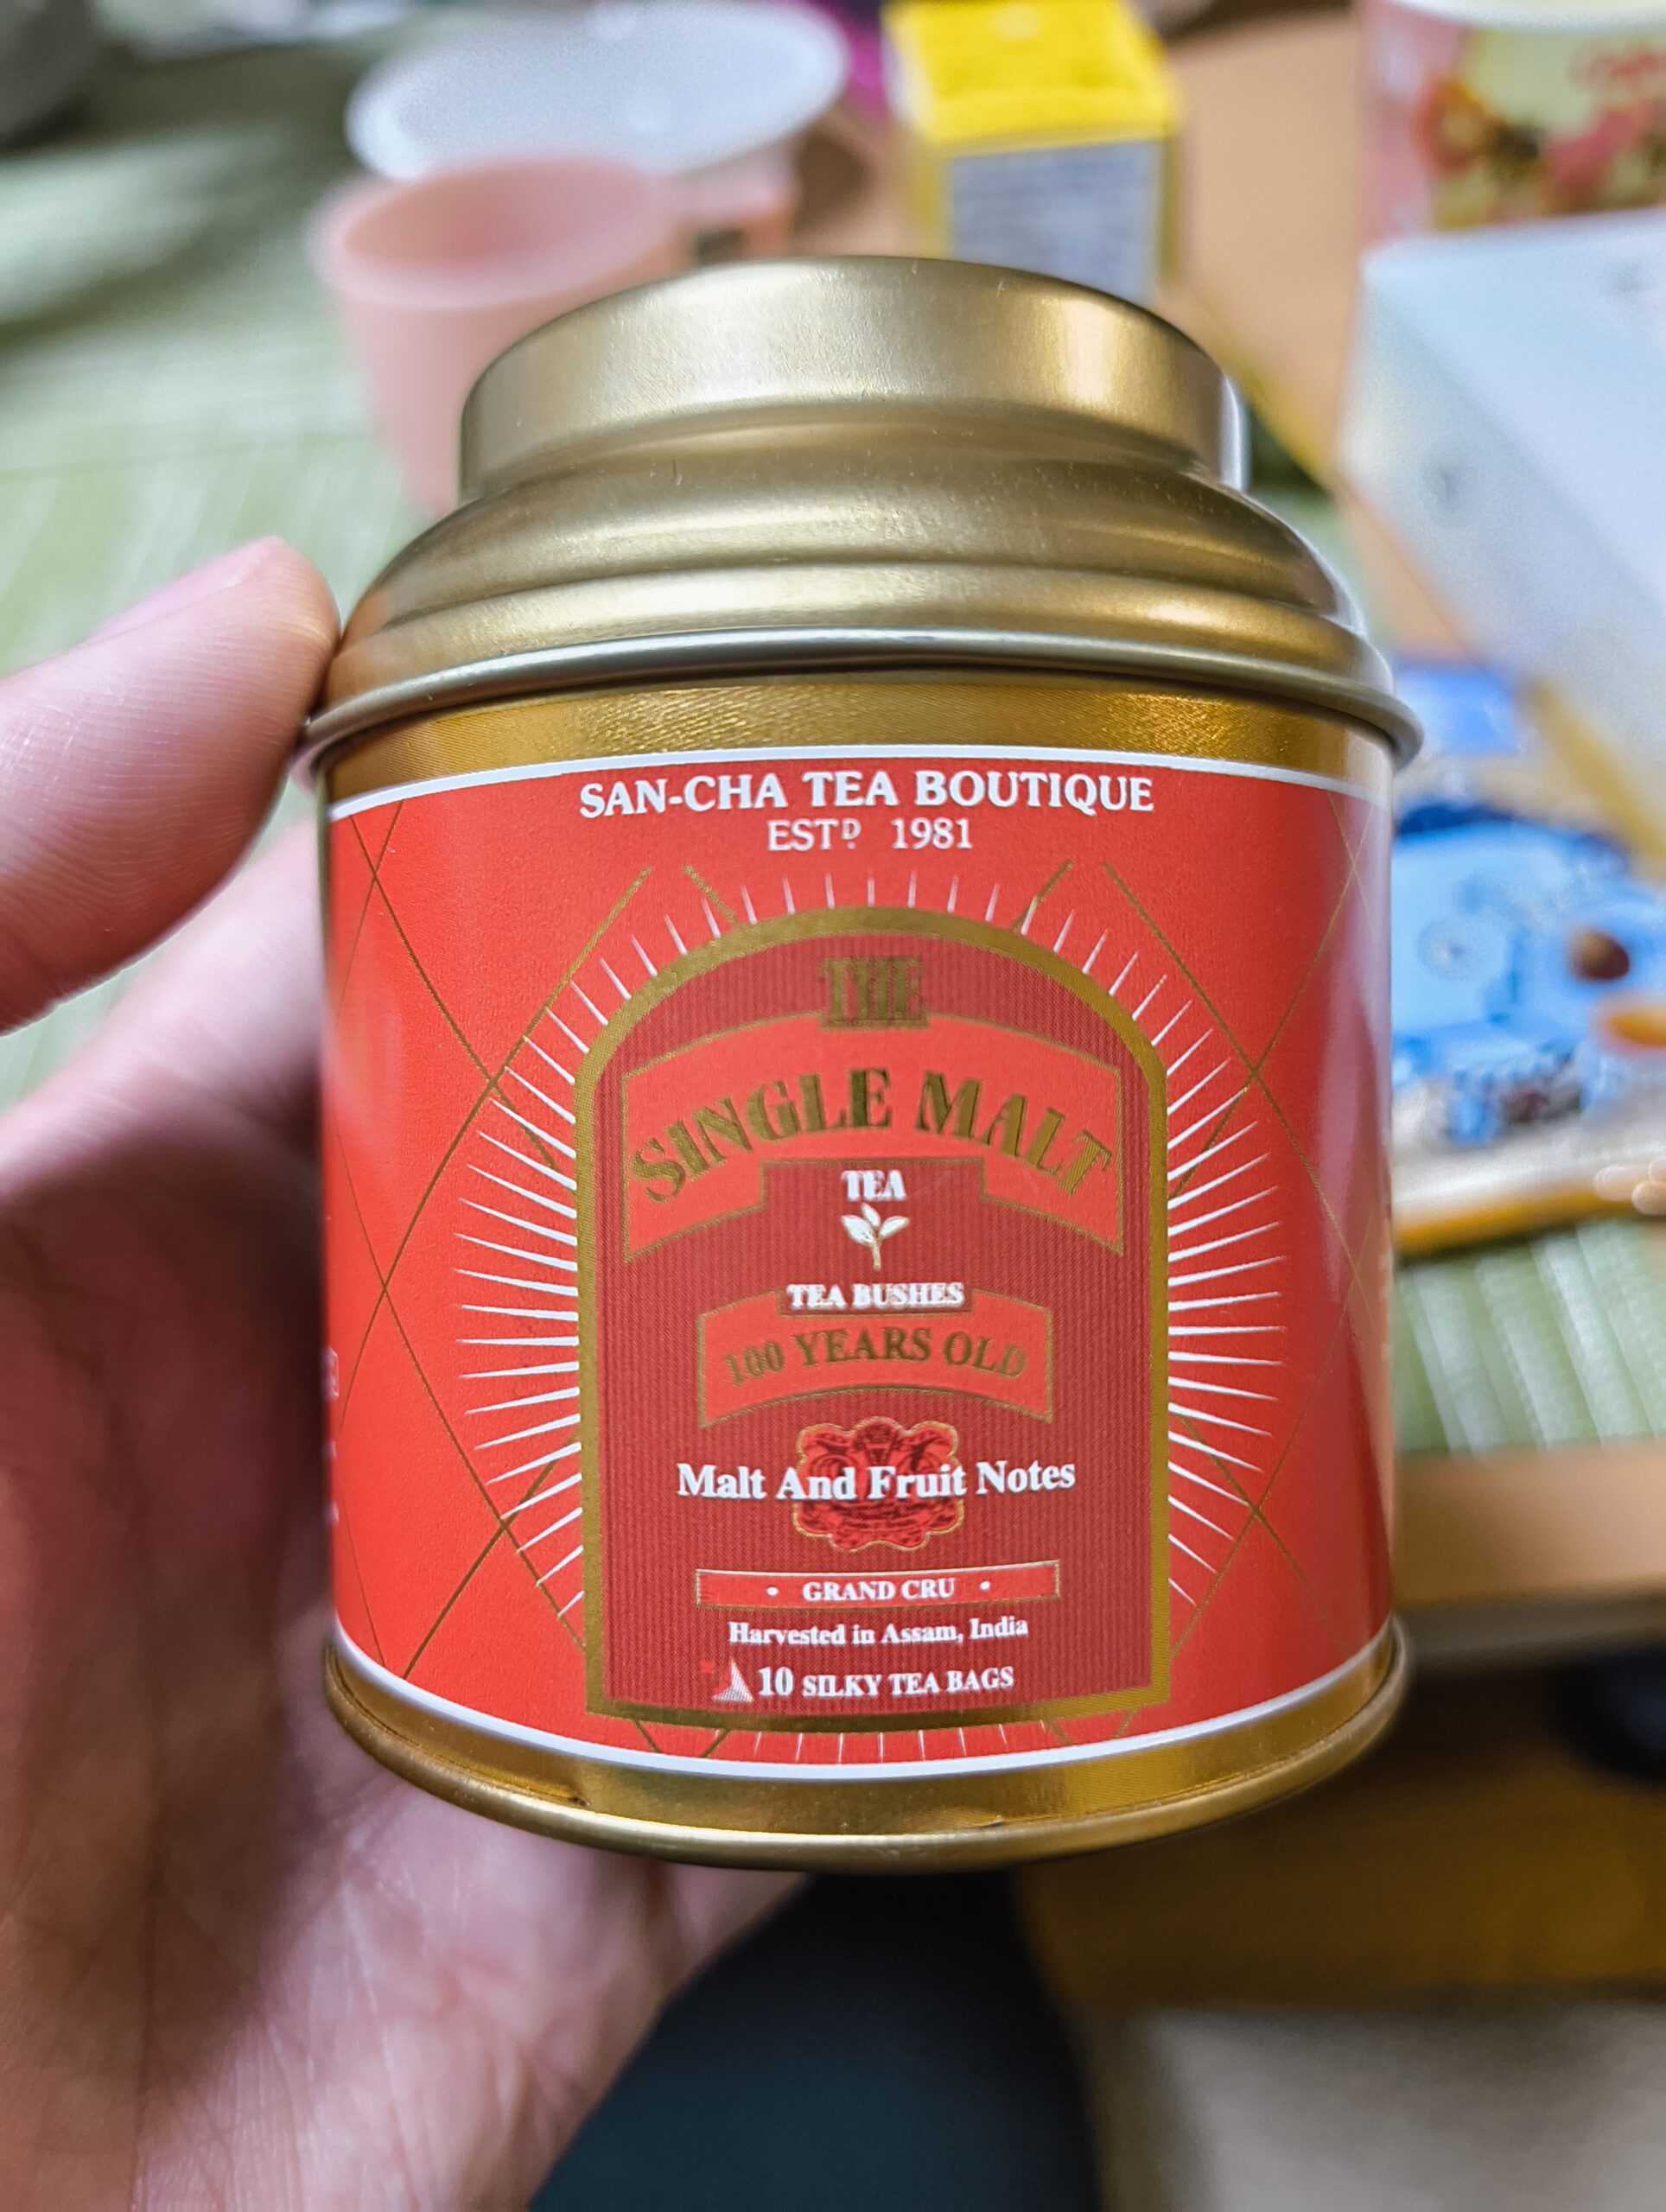 SAN-CHA TEA BOUTIQUE
ESTD 1981
THE
SINGLE MALT
TEA
TEA BUSHES
100 YEARS OLD
Malt And Fruit Notes
• GRAND CRU •
Harvested in Assam, India
10 SILKY TEA BAGS